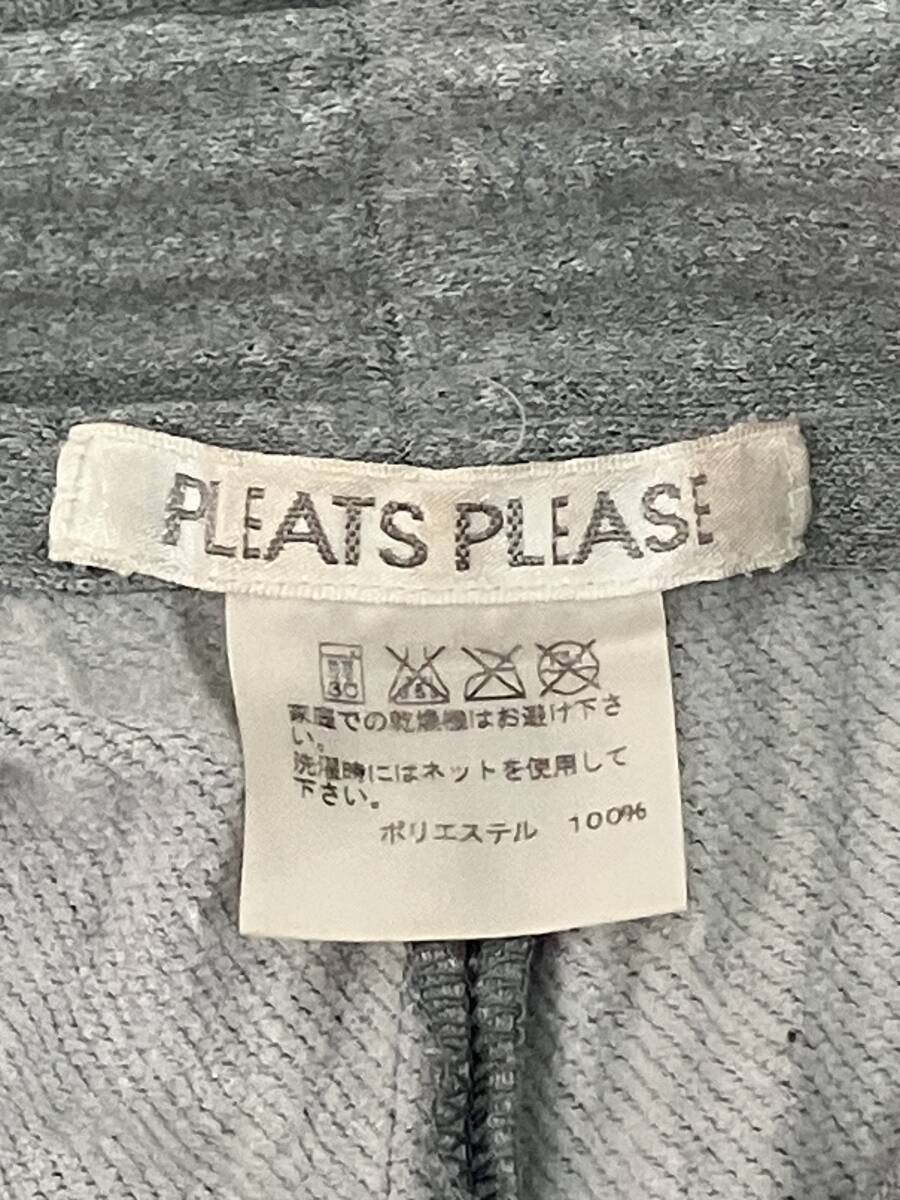 PLEATS PLEASE
30
家庭での乾燥機はお避け下さ
い。
洗濯時にはネットを使用して
下さい。
ポリエステル 100%